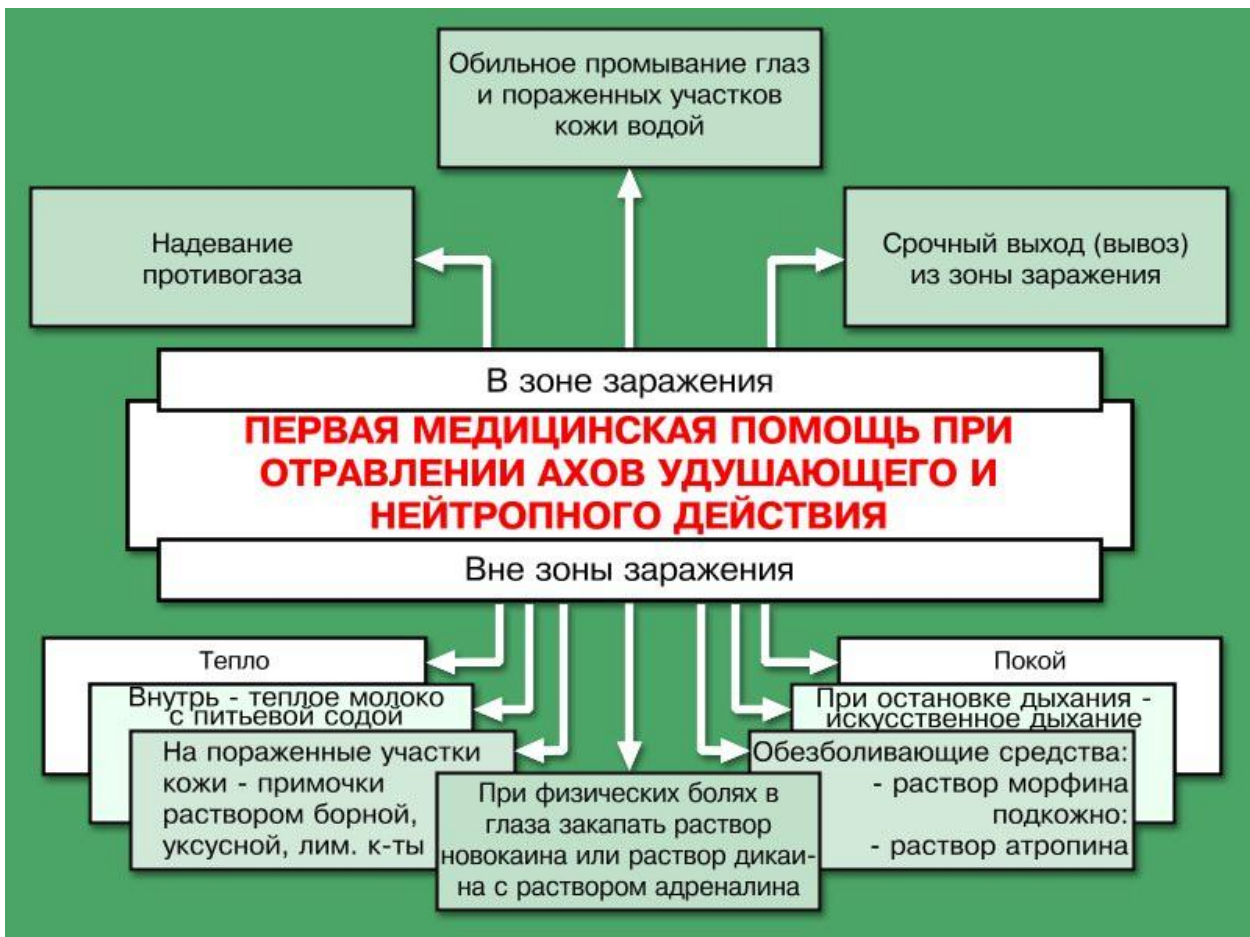 Обильное промывание глаз
и пораженных участков
кожи водой
Надевание
противогаза
Срочный выход (вывоз)
из зоны заражения
В зоне заражения
ПЕРВАЯ МЕДИЦИНСКАЯ ПОМОЩЬ ПРИ
ОТРАВЛЕНИИ АХОВ УДУШАЮЩЕГО И
НЕЙТРОПНОГО ДЕЙСТВИЯ
Вне зоны заражения
Тепло
Внутрь - теплое молоко
с питьевой содой
На пораженные участки
кожи - примочки
раствором борной,
уксусной, лим. к-ты
При физических болях в
глаза закапать раствор
новокаина или раствор дикаи-
на с раствором адреналина
Покой
При остановке дыхания -
искусственное дыхание
Обезболивающие средства:
- раствор морфина
подкожно:
- раствор атропина